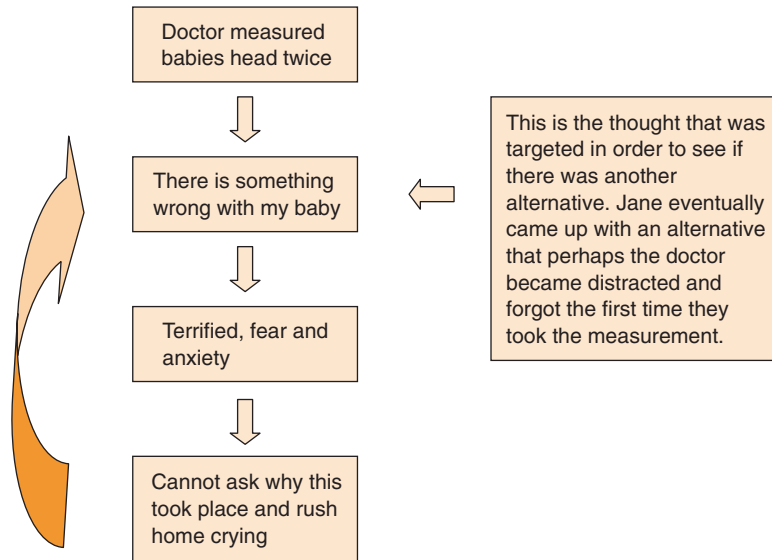 Doctor measured
babies head twice
There is something
wrong with my baby
This is the thought that was
targeted in order to see if
there was another
alternative. Jane eventually
came up with an alternative
that perhaps the doctor
became distracted and
forgot the first time they
took the measurement.
Terrified, fear and
anxiety
Cannot ask why this
took place and rush
home crying